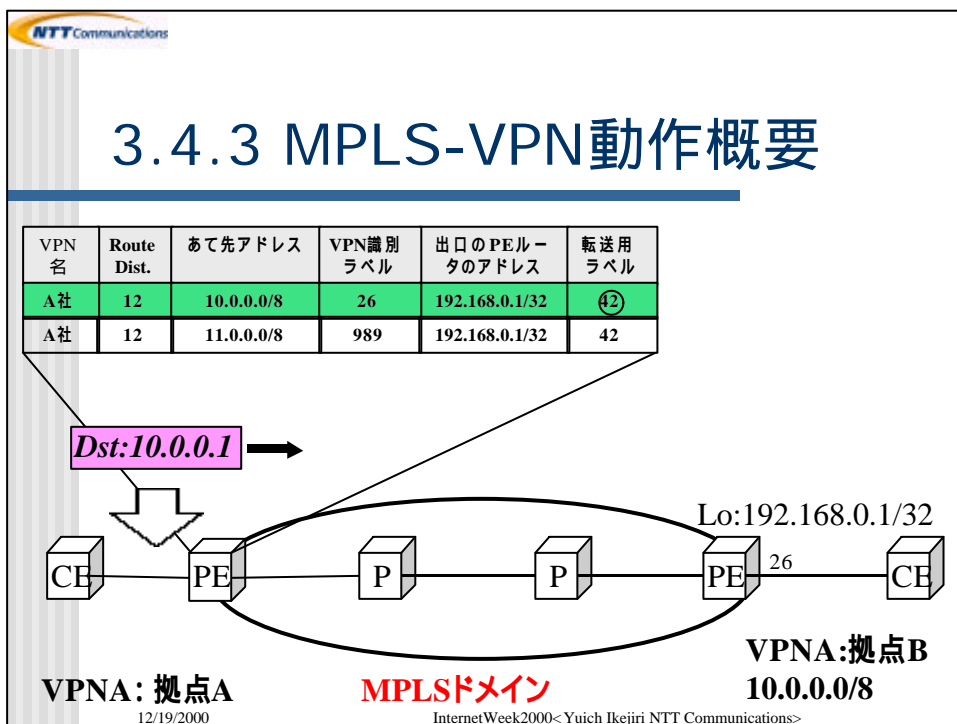 NTT Communications
3.4.3 MPLS-VPN動作概要
VPN名 Route Dist. あて先アドレス VPN識別ラベル 出口のPEルータのアドレス 転送用ラベル
A社 12 10.0.0.0/8 26 192.168.0.1/32 42
A社 12 11.0.0.0/8 989 192.168.0.1/32 42
Dst:10.0.0.1
Lo:192.168.0.1/32
CE PE P P PE 26 CE
VPNA:拠点B
10.0.0.0/8
VPNA: 拠点A
MPLSドメイン
12/19/2000 InternetWeek2000<Yuich Ikejiri NTT Communications>